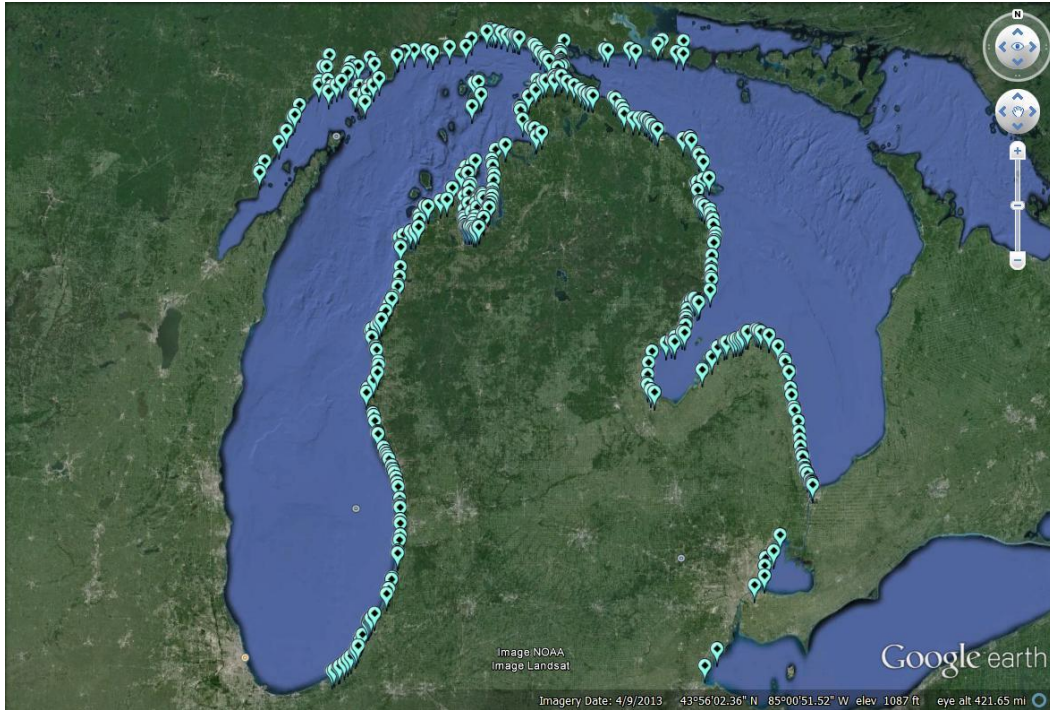 N
Image NOAA
Image Landsat
Google earth
Imagery Date: 4/9/2013 43°56'02.36" N 85°00'51.52" W elev 1087 ft eye alt 421.65 mi